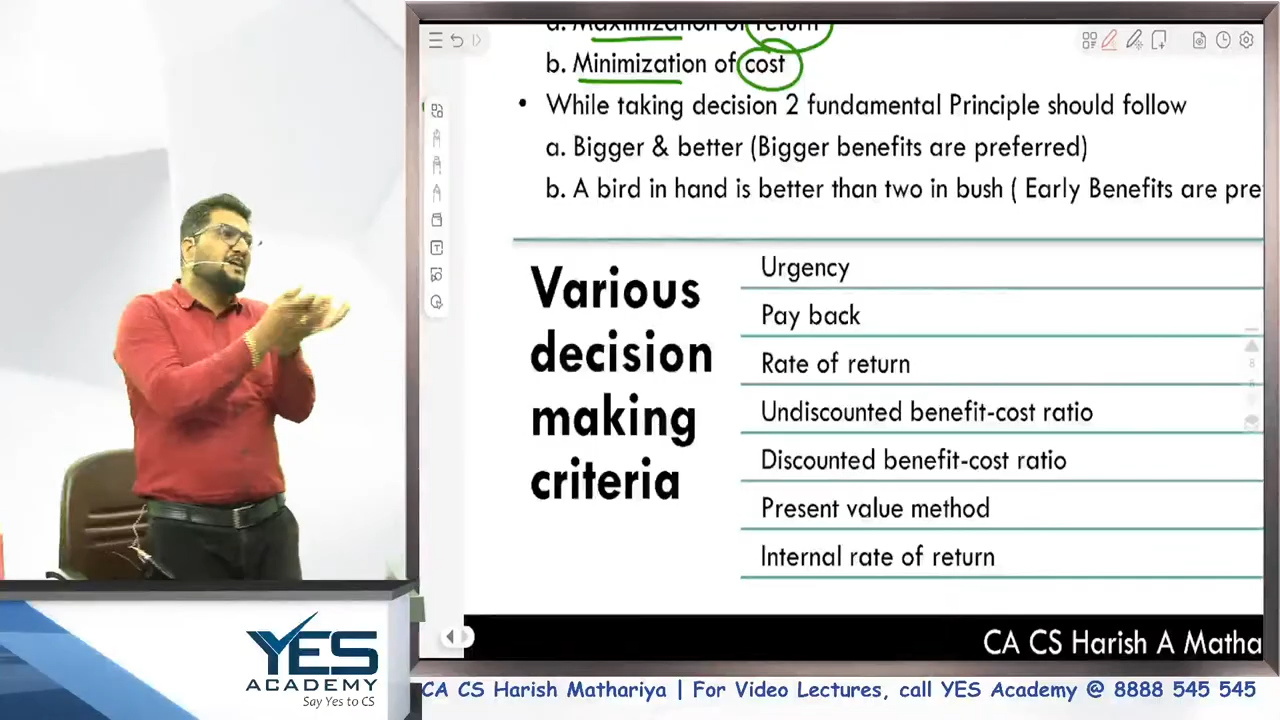 a. Maximization of return
b. Minimization of cost
• While taking decision 2 fundamental Principle should follow
a. Bigger & better (Bigger benefits are preferred)
b. A bird in hand is better than two in bush ( Early Benefits are pre
Various
decision
making
criteria
Urgency
Pay back
Rate of return
Undiscounted benefit-cost ratio
Discounted benefit-cost ratio
Present value method
Internal rate of return
CA CS Harish A Matha
YES
ACADEMY
Say Yes to CS
CA CS Harish Mathariya | For Video Lectures, call YES Academy @ 8888 545 545